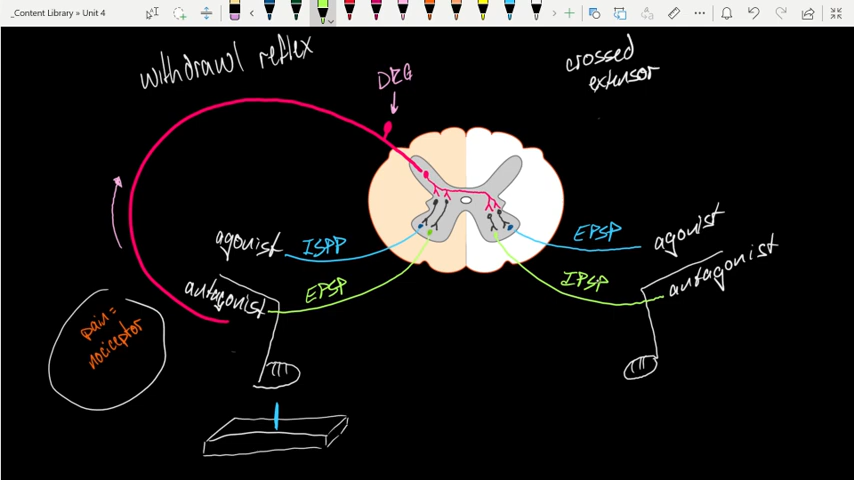 _Content Library » Unit 4
withdrawl reflex
crossed
extensor
DRG
agonist ISPP
EPSP agonist
antagonist EPSP
IPSP antagonist
pain=
nociceptor